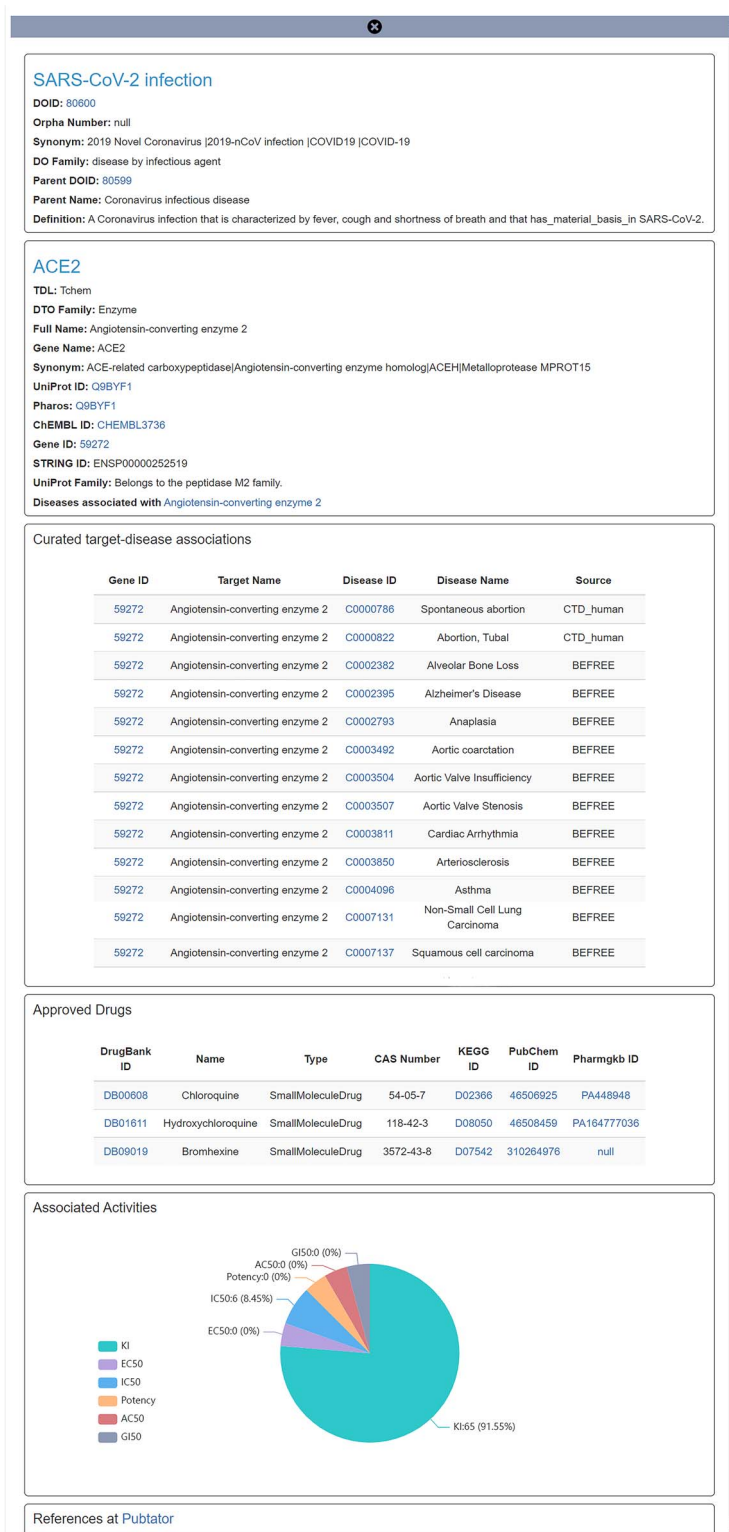 SARS-CoV-2 infection
DOID: 80600
Orpha Number: null
Synonym: 2019 Novel Coronavirus |2019-nCoV infection |COVID19 |COVID-19
DO Family: disease by infectious agent
Parent DOID: 80599
Parent Name: Coronavirus infectious disease
Definition: A Coronavirus infection that is characterized by fever, cough and shortness of breath and that has_material_basis_in SARS-CoV-2.
ACE2
TDL: Tchem
DTO Family: Enzyme
Full Name: Angiotensin-converting enzyme 2
Gene Name: ACE2
Synonym: ACE-related carboxypeptidase|Angiotensin-converting enzyme homolog|ACEH|Metalloprotease MPROT15
UniProt ID: Q9BYF1
Pharos: Q9BYF1
ChEMBL ID: CHEMBL3736
Gene ID: 59272
STRING ID: ENSP00000252519
UniProt Family: Belongs to the peptidase M2 family.
Diseases associated with Angiotensin-converting enzyme 2
Curated target-disease associations
Gene ID Target Name Disease ID Disease Name Source
59272 Angiotensin-converting enzyme 2 C0000786 Spontaneous abortion CTD_human
59272 Angiotensin-converting enzyme 2 C0000822 Abortion, Tubal CTD_human
59272 Angiotensin-converting enzyme 2 C0002382 Alveolar Bone Loss BEFREE
59272 Angiotensin-converting enzyme 2 C0002395 Alzheimer's Disease BEFREE
59272 Angiotensin-converting enzyme 2 C0002793 Anaplasia BEFREE
59272 Angiotensin-converting enzyme 2 C0003492 Aortic coarctation BEFREE
59272 Angiotensin-converting enzyme 2 C0003504 Aortic Valve Insufficiency BEFREE
59272 Angiotensin-converting enzyme 2 C0003507 Aortic Valve Stenosis BEFREE
59272 Angiotensin-converting enzyme 2 C0003811 Cardiac Arrhythmia BEFREE
59272 Angiotensin-converting enzyme 2 C0003850 Arteriosclerosis BEFREE
59272 Angiotensin-converting enzyme 2 C0004096 Asthma BEFREE
59272 Angiotensin-converting enzyme 2 C0007131 Non-Small Cell Lung
Carcinoma BEFREE
59272 Angiotensin-converting enzyme 2 C0007137 Squamous cell carcinoma BEFREE
Approved Drugs
DrugBank ID Name Type CAS Number KEGG ID PubChem ID Pharmgkb ID
DB00608 Chloroquine SmallMoleculeDrug 54-05-7 D02366 46506925 PA448948
DB01611 Hydroxychloroquine SmallMoleculeDrug 118-42-3 D08050 46508459 PA164777036
DB09019 Bromhexine SmallMoleculeDrug 3572-43-8 D07542 310264976 null
Associated Activities
GI50:0 (0%)
AC50:0 (0%)
Potency:0 (0%)
IC50:6 (8.45%)
EC50:0 (0%)
KI:65 (91.55%)
KI
EC50
IC50
Potency
AC50
GI50
References at Pubtator